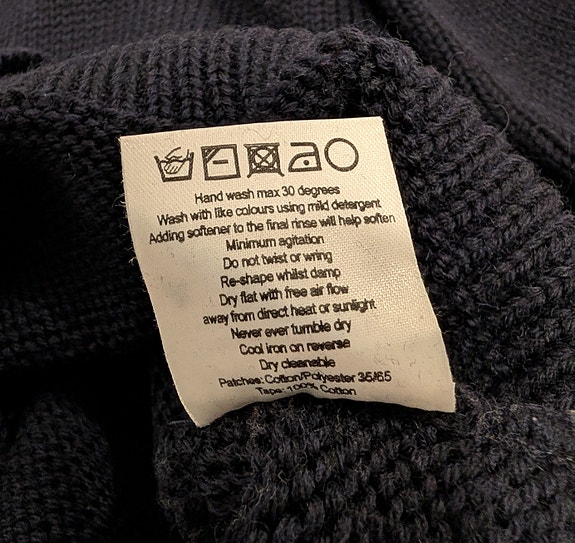 Hand wash max 30 degrees
Wash with like colours using mild detergent
Adding softener to the final rinse will help soften
Minimum agitation
Do not twist or wring
Re-shape whilst damp
Dry flat with free air flow
away from direct heat or sunlight
Never ever tumble dry
Cool iron on reverse
Dry cleanable
Patches: Cotton/Polyester 35/65
Tape: 100% Cotton